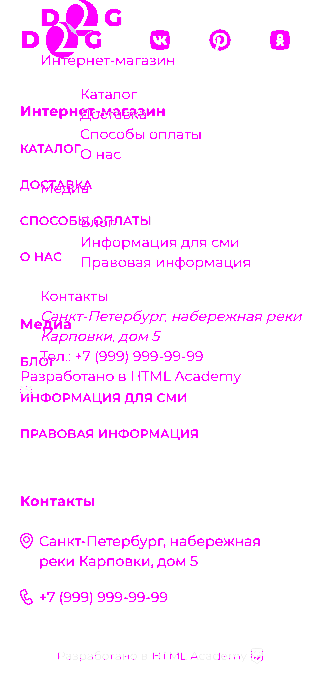 D G
D G
Интернет-магазин
Каталог
Интернет-магазин
Доставка
Способы оплаты
КАТАЛОГ
О нас
ДОСТАВКА
Медиа
СПОСОБЫ ОПЛАТЫ
Блог
Информация для сми
О НАС
Правовая информация
Контакты
Санкт-Петербург, набережная реки
Медиа
Карповки, дом 5
Тел.: +7 (999) 999-99-99
БЛОГ
Разработано в HTML Academy
ИНФОРМАЦИЯ ДЛЯ СМИ
ПРАВОВАЯ ИНФОРМАЦИЯ
Контакты
Санкт-Петербург, набережная
реки Карповки, дом 5
+7 (999) 999-99-99
Разработано в HTML Academy